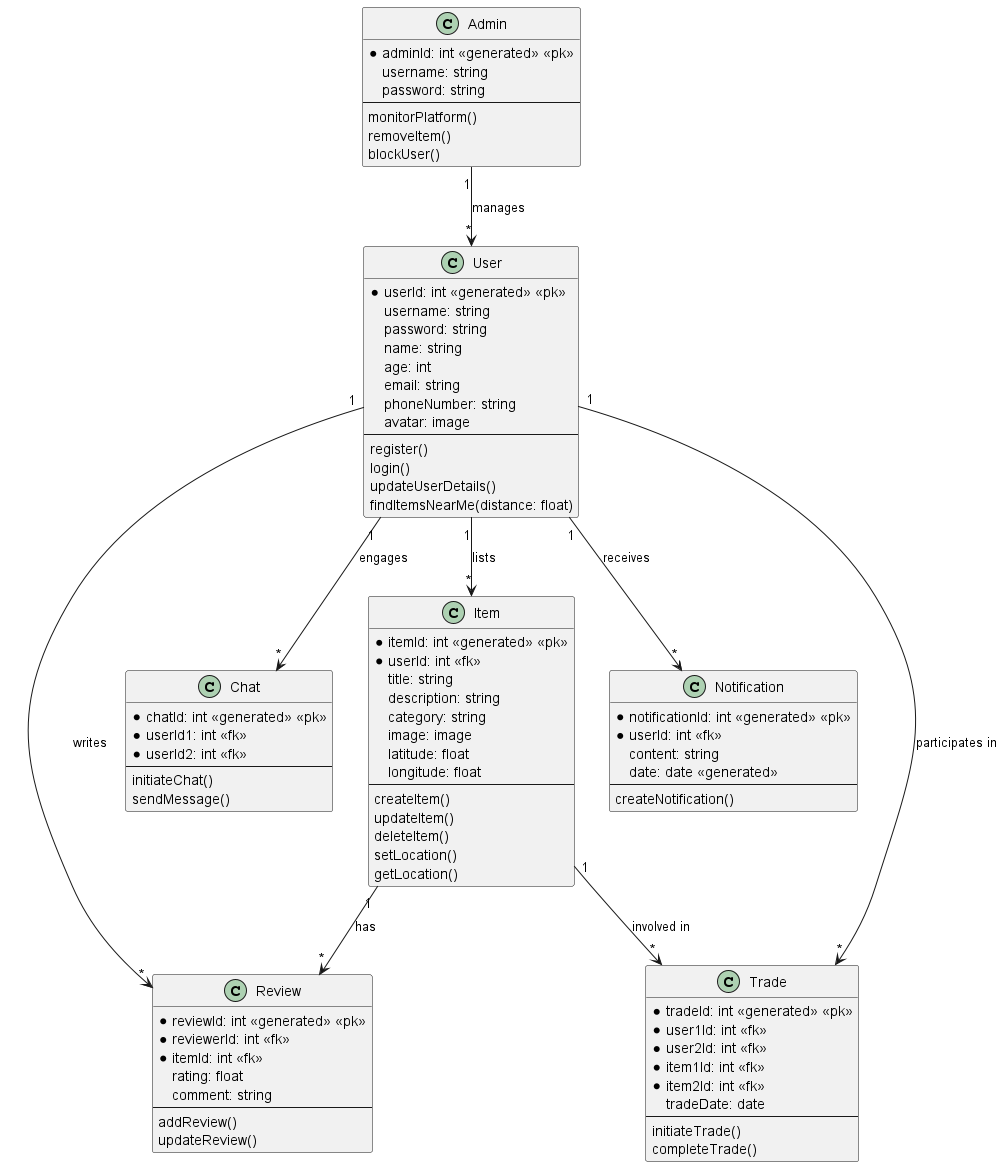 C Admin
* adminId: int «generated» «pk»
username: string
password: string
monitorPlatform()
removeItem()
blockUser()
1
manages
*
C User
* userId: int «generated» «pk»
username: string
password: string
name: string
age: int
email: string
phoneNumber: string
avatar: image
register()
login()
updateUserDetails()
findItemsNearMe(distance: float)
1
1
1
engages
1
lists
1
receives
*
*
*
C Chat
* chatId: int «generated» «pk»
* userId1: int «fk»
* userId2: int «fk»
initiateChat()
sendMessage()
C Item
* itemId: int «generated» «pk»
* userId: int «fk»
title: string
description: string
category: string
image: image
latitude: float
longitude: float
createItem()
updateItem()
deleteItem()
setLocation()
getLocation()
C Notification
* notificationId: int «generated» «pk»
* userId: int «fk»
content: string
date: date «generated»
createNotification()
writes
participates in
1
has
*
1
involved in
*
*
*
C Review
* reviewId: int «generated» «pk»
* reviewerId: int «fk»
* itemId: int «fk»
rating: float
comment: string
addReview()
updateReview()
C Trade
* tradeId: int «generated» «pk»
* user1Id: int «fk»
* user2Id: int «fk»
* item1Id: int «fk»
* item2Id: int «fk»
tradeDate: date
initiateTrade()
completeTrade()